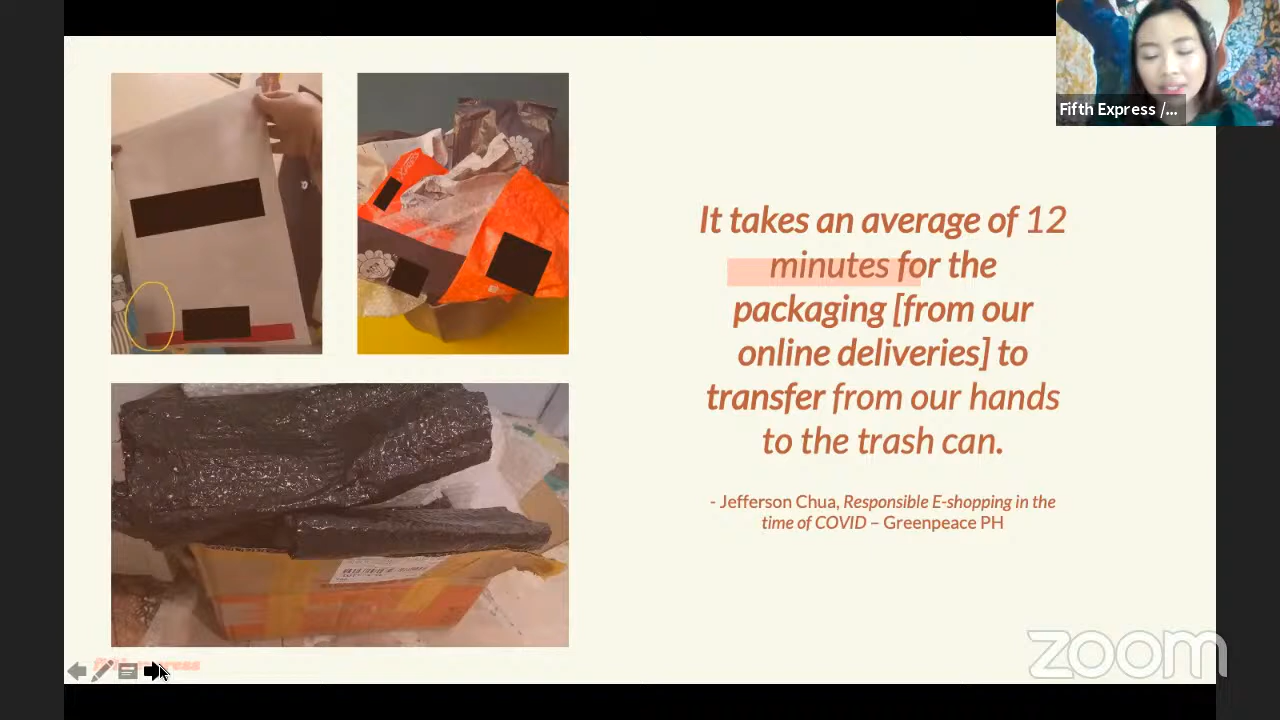 Fifth Express /...
It takes an average of 12
minutes for the
packaging [from our
online deliveries] to
transfer from our hands
to the trash can.
- Jefferson Chua, Responsible E-shopping in the
time of COVID – Greenpeace PH
zoom